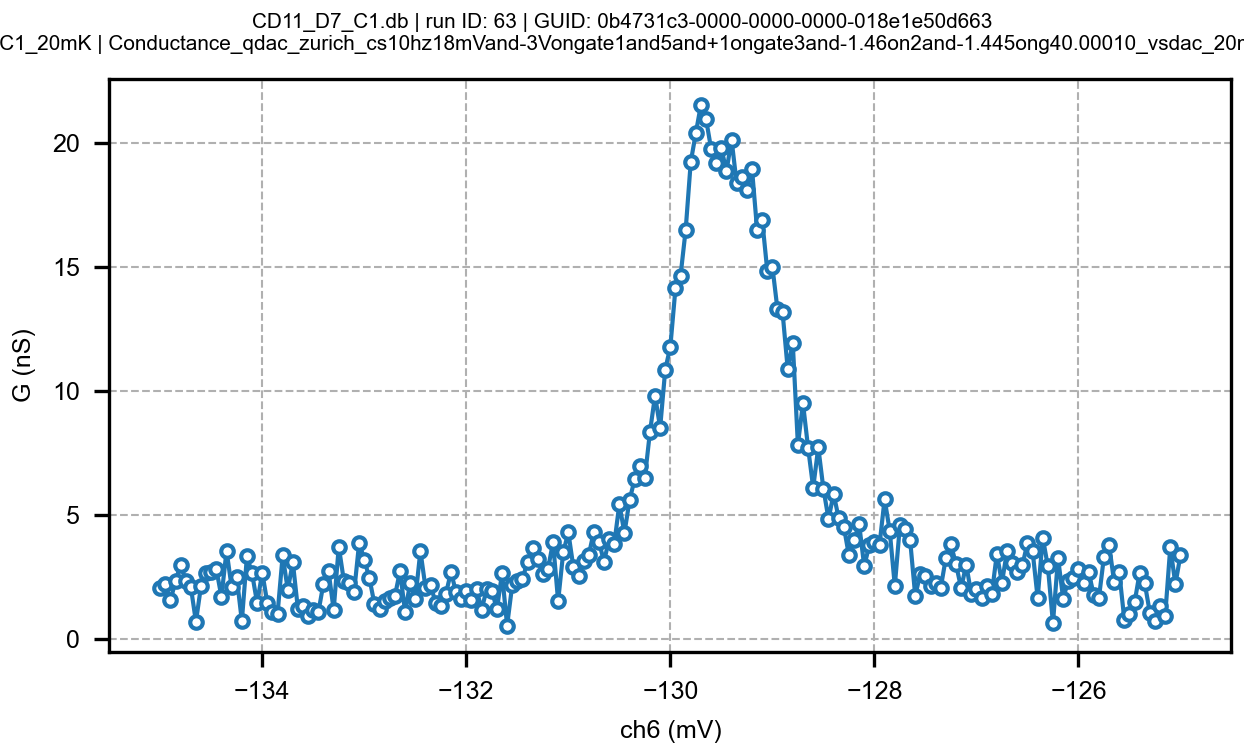 CD11_D7_C1.db | run ID: 63 | GUID: 0b4731c3-0000-0000-0000-018e1e50d663
C1_20mK | Conductance_qdac_zurich_cs10hz18mVand-3Vongate1and5and+1ongate3and-1.46on2and-1.445ong40.00010_vsdac_20m
20
15
10
5
0
G (nS)
−134 −132 −130 −128 −126
ch6 (mV)